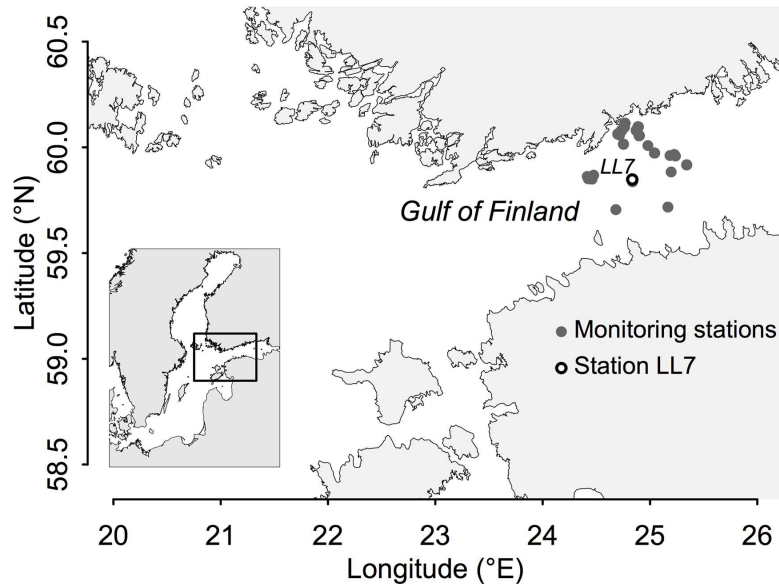 60.5
60.0
59.5
59.0
58.5
Latitude (°N)
LL7
Gulf of Finland
Monitoring stations
Station LL7
20 21 22 23 24 25 26
Longitude (°E)